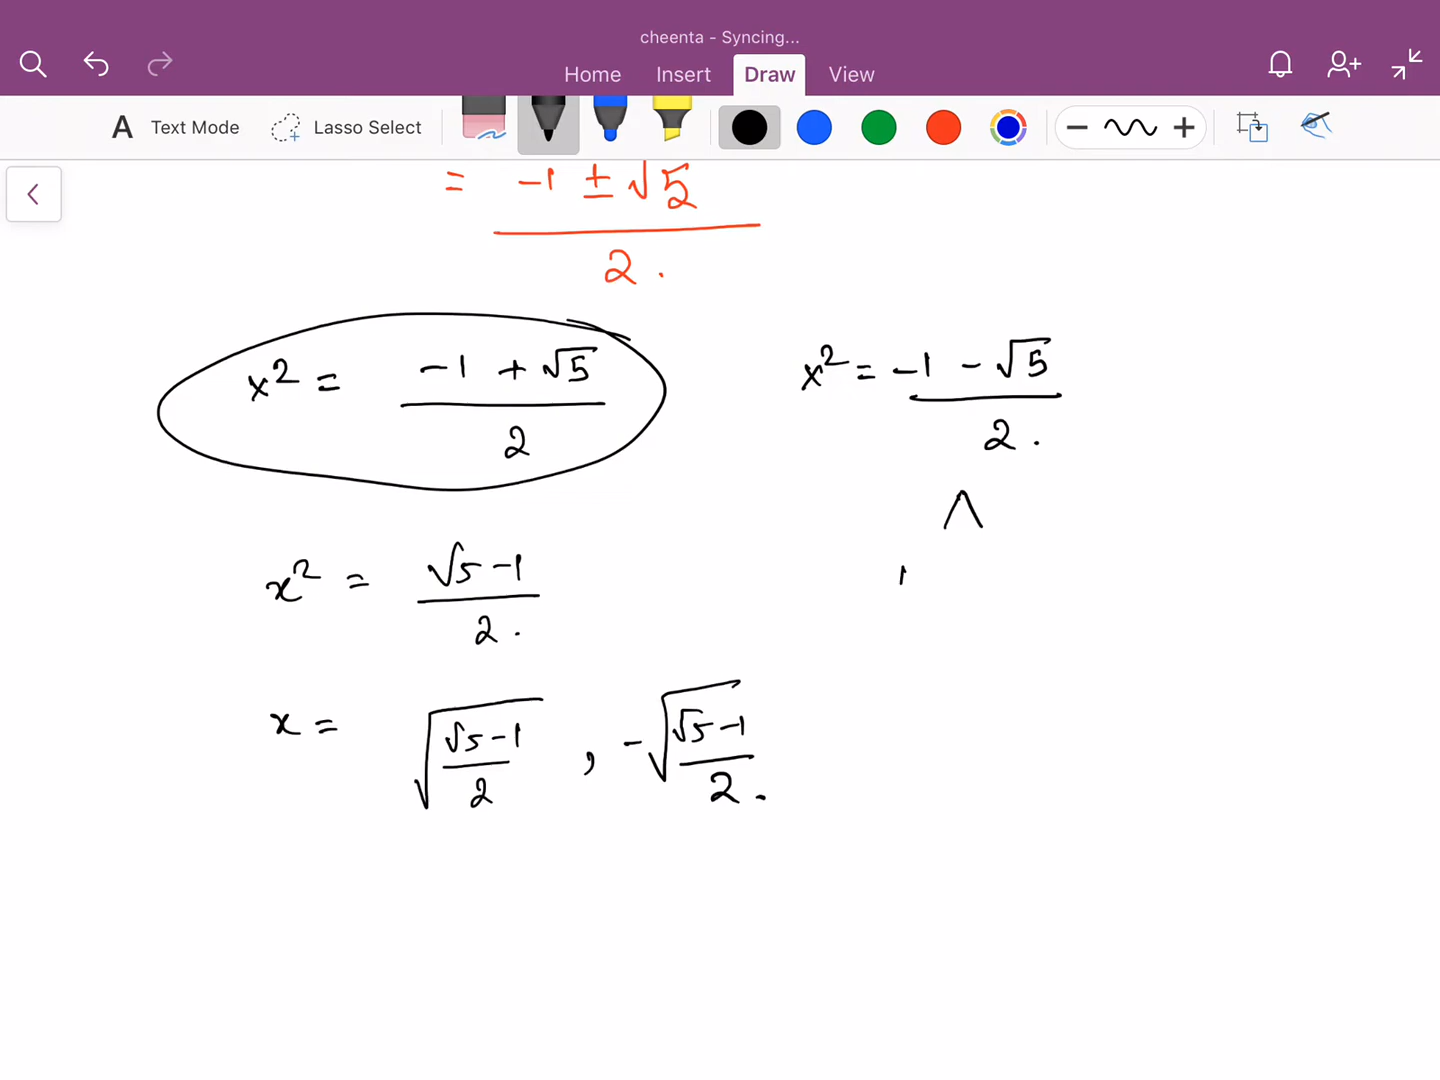 cheenta - Syncing...
Home Insert Draw View
A Text Mode Lasso Select
= -1 ± √5
2 .
x² = -1 + √5
2
x² = -1 - √5
2 .
x² = √5 - 1
2 .
x = √((√5 - 1)/2) , -√((√5 - 1)/2) .